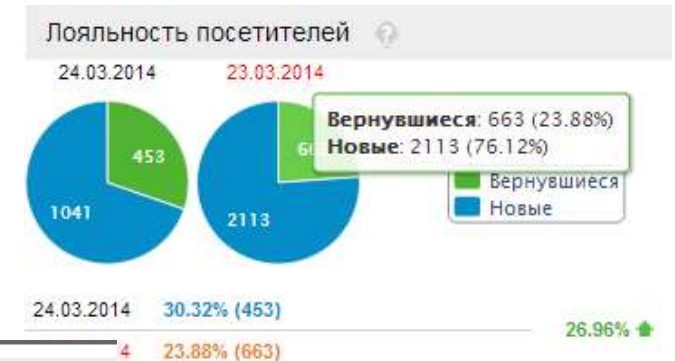 Лояльность посетителей ?
24.03.2014 23.03.2014
Вернувшиеся: 663 (23.88%)
Новые: 2113 (76.12%)
453
1041
2113
Вернувшиеся
Новые
24.03.2014 30.32% (453)
26.96%
4 23.88% (663)